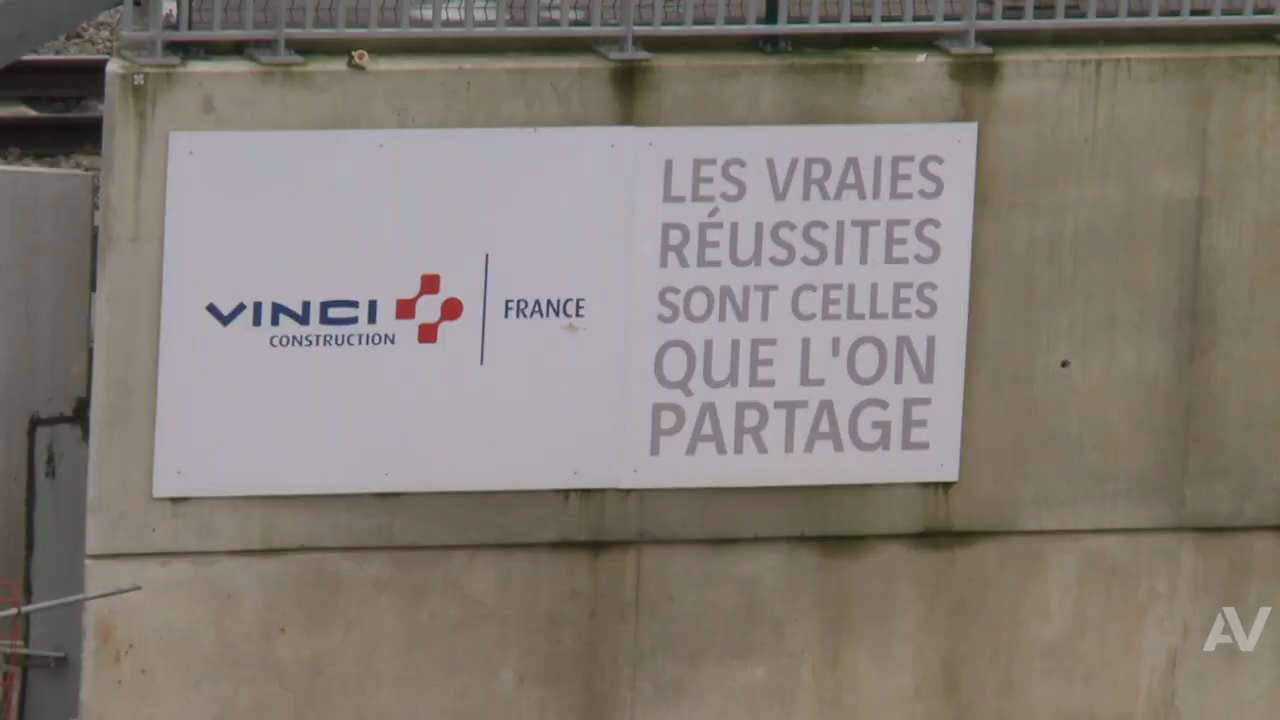 VINCI
CONSTRUCTION
FRANCE
LES VRAIES
RÉUSSITES
SONT CELLES
QUE L'ON
PARTAGE
AV